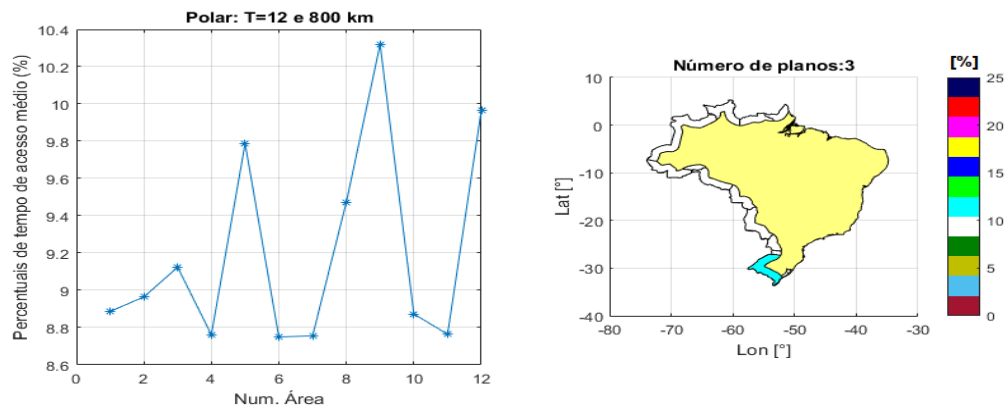 Polar: T=12 e 800 km
Percentuais de tempo de acesso médio (%)
10.4
10.2
10
9.8
9.6
9.4
9.2
9
8.8
8.6
0 2 4 6 8 10 12
Num. Área
Número de planos:3
Lat [°]
10
0
-10
-20
-30
-40
-80 -70 -60 -50 -40 -30
Lon [°]
[%]
25
20
15
10
5
0